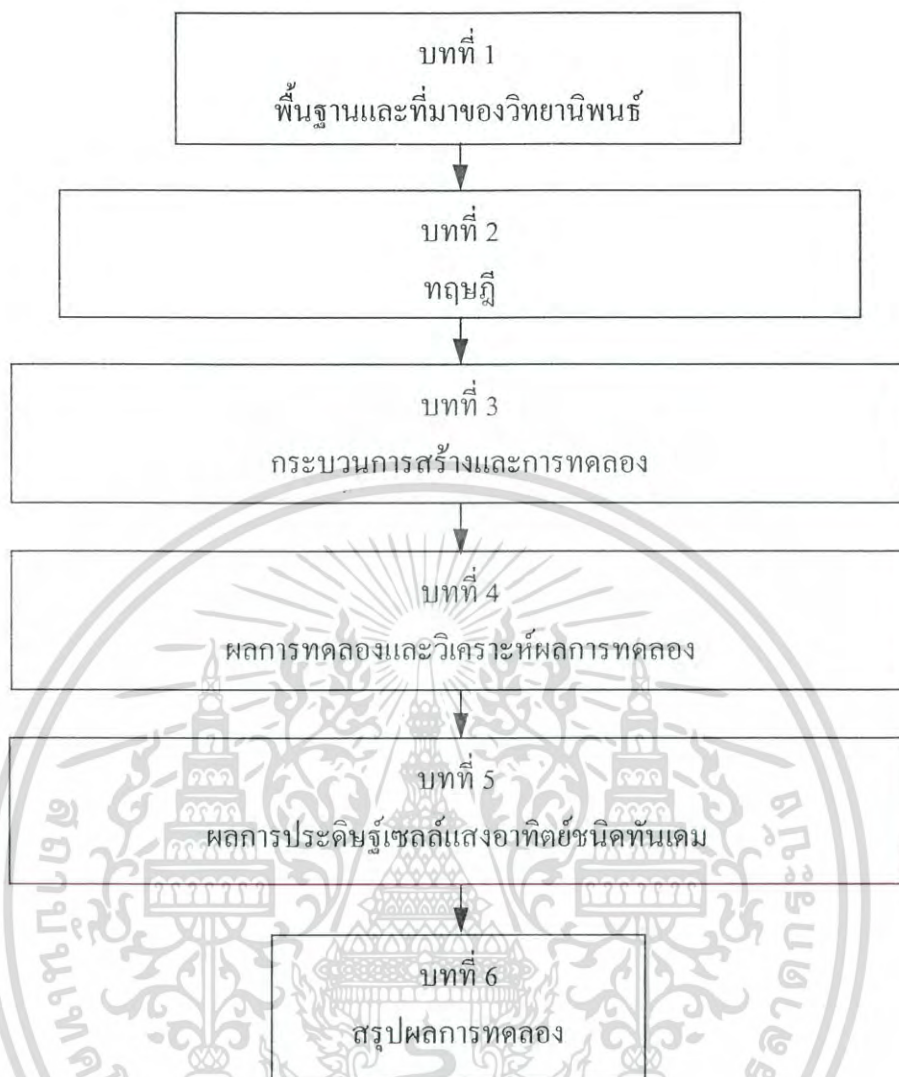 บทที่ 1
พื้นฐานและที่มาของวิทยานิพนธ์
บทที่ 2
ทฤษฎี
บทที่ 3
กระบวนการสร้างและการทดลอง
บทที่ 4
ผลการทดลองและวิเคราะห์ผลการทดลอง
บทที่ 5
ผลการประดิษฐ์เซลล์แสงอาทิตย์ชนิดทันเดม
บทที่ 6
สรุปผลการทดลอง